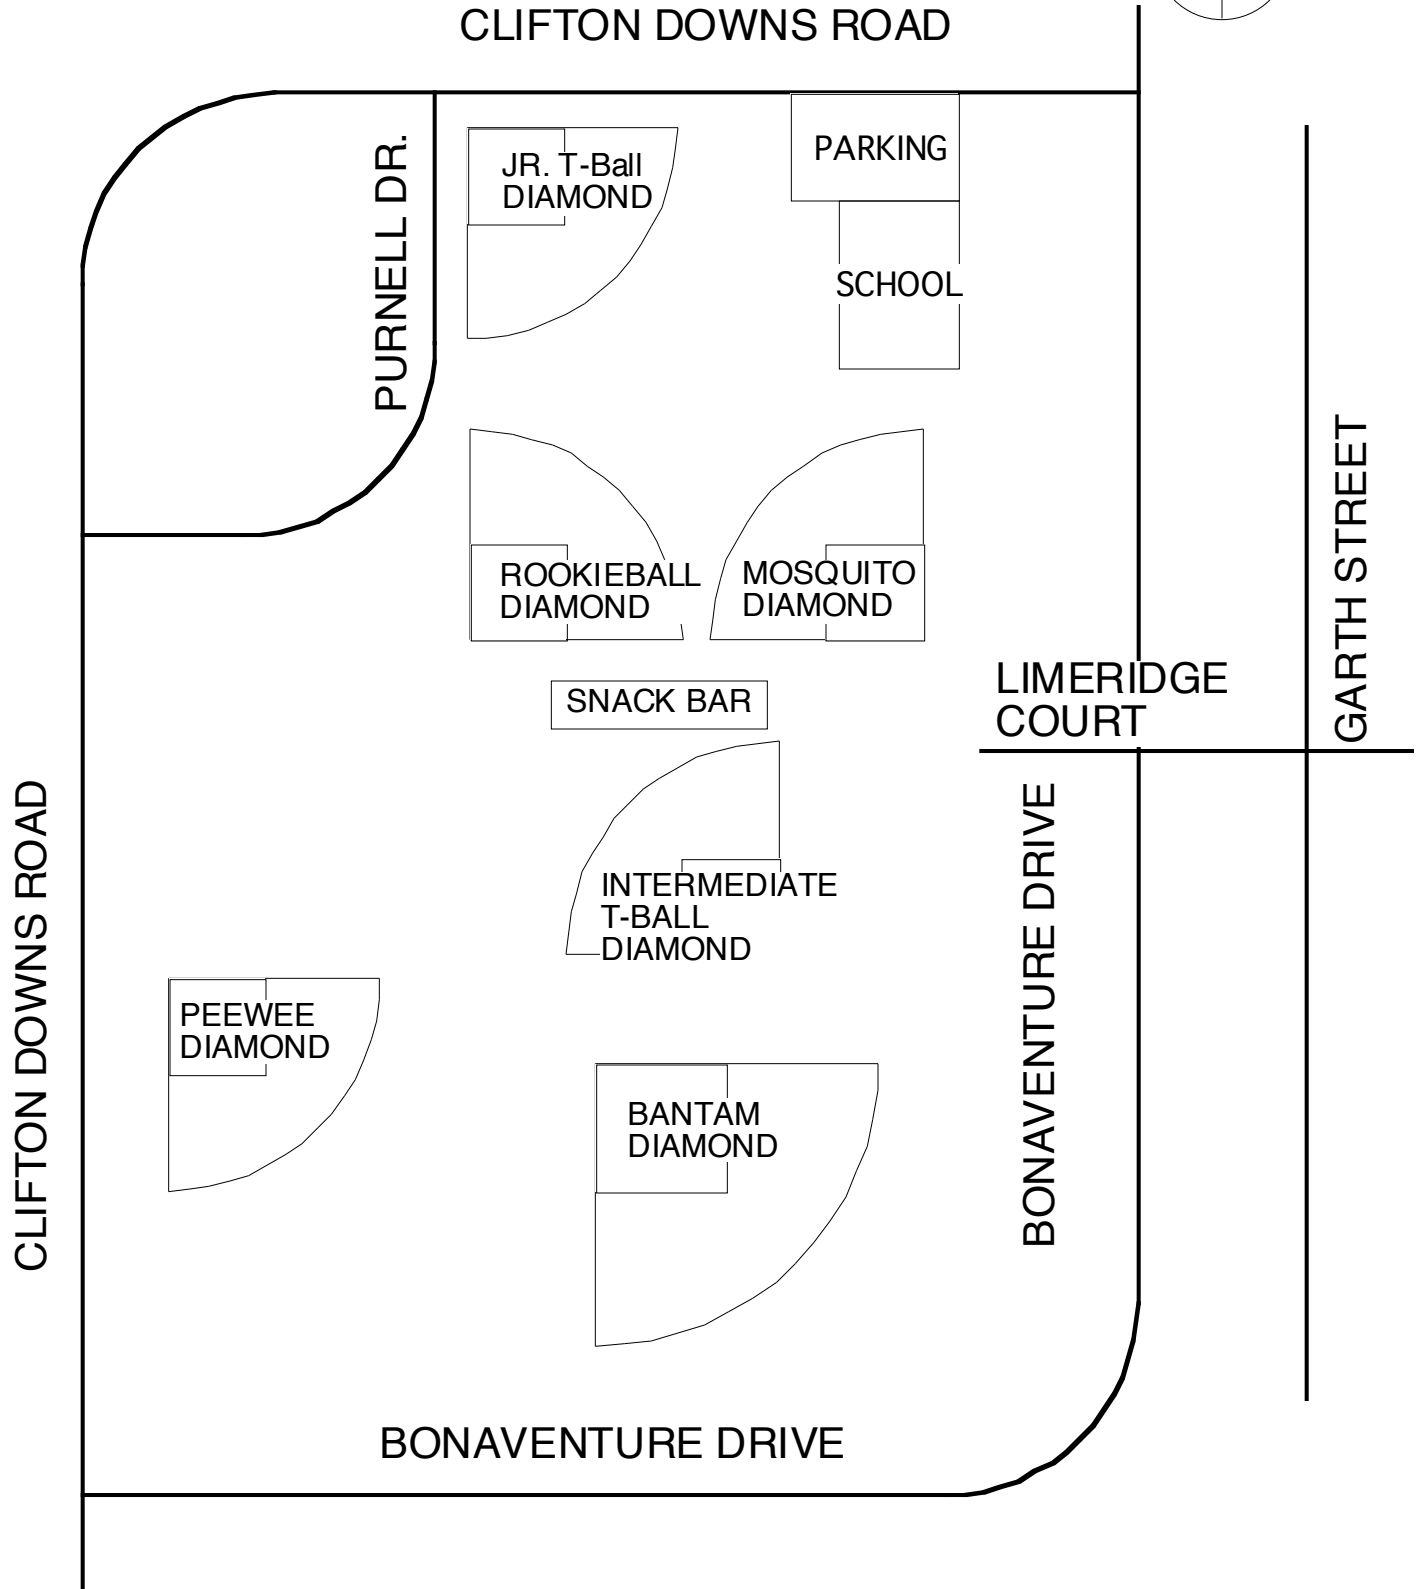 CLIFTON DOWNS ROAD
PURNELL DR.
JR. T-Ball
DIAMOND
PARKING
SCHOOL
ROOKIEBALL
DIAMOND
MOSQUITO
DIAMOND
GARTH STREET
LIMERIDGE
COURT
SNACK BAR
CLIFTON DOWNS ROAD
INTERMEDIATE
T-BALL
DIAMOND
BONAVENTURE DRIVE
PEEWEE
DIAMOND
BANTAM
DIAMOND
BONAVENTURE DRIVE